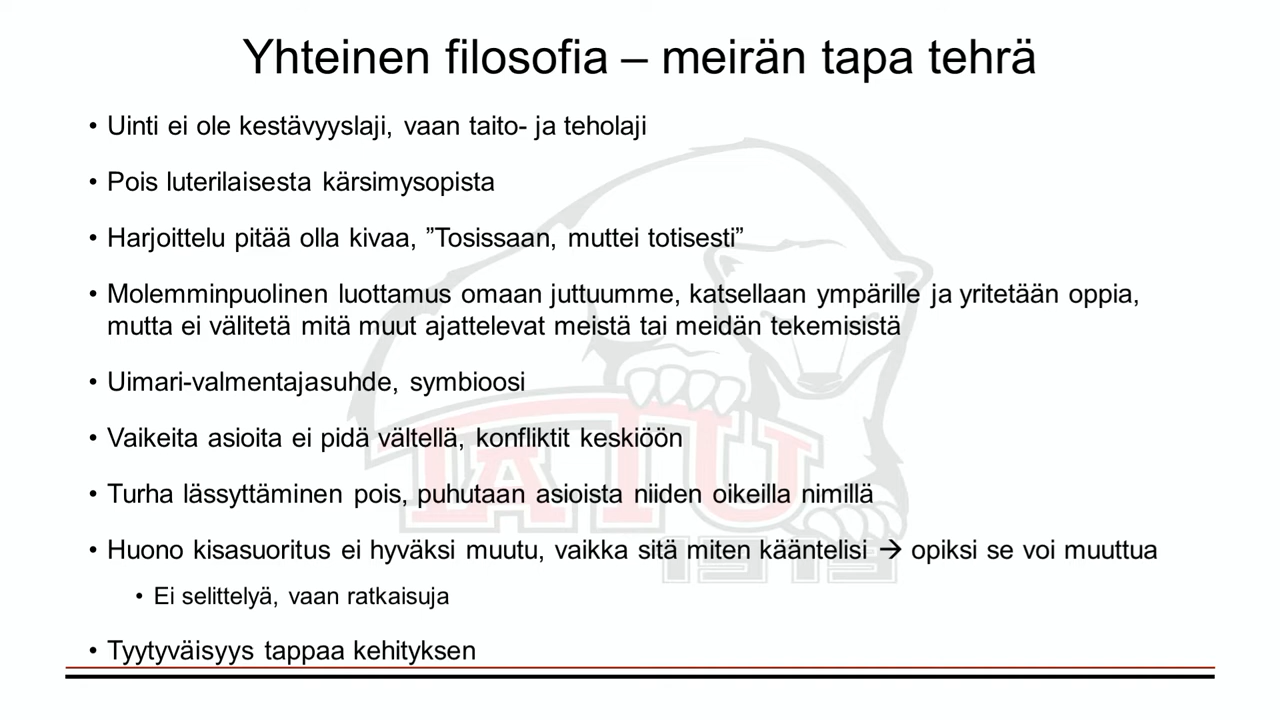 Yhteinen filosofia – meirän tapa tehrä
• Uinti ei ole kestävyyslaji, vaan taito- ja teholaji
• Pois luterilaisesta kärsimysopista
• Harjoittelu pitää olla kivaa, ”Tosissaan, muttei totisesti”
• Molemminpuolinen luottamus omaan juttuumme, katsellaan ympärille ja yritetään oppia,
mutta ei välitetä mitä muut ajattelevat meistä tai meidän tekemisistä
• Uimari-valmentajasuhde, symbioosi
• Vaikeita asioita ei pidä vältellä, konfliktit keskiöön
• Turha lässyttäminen pois, puhutaan asioista niiden oikeilla nimillä
• Huono kisasuoritus ei hyväksi muutu, vaikka sitä miten kääntelisi → opiksi se voi muuttua
• Ei selittelyä, vaan ratkaisuja
• Tyytyväisyys tappaa kehityksen
TATU
1919